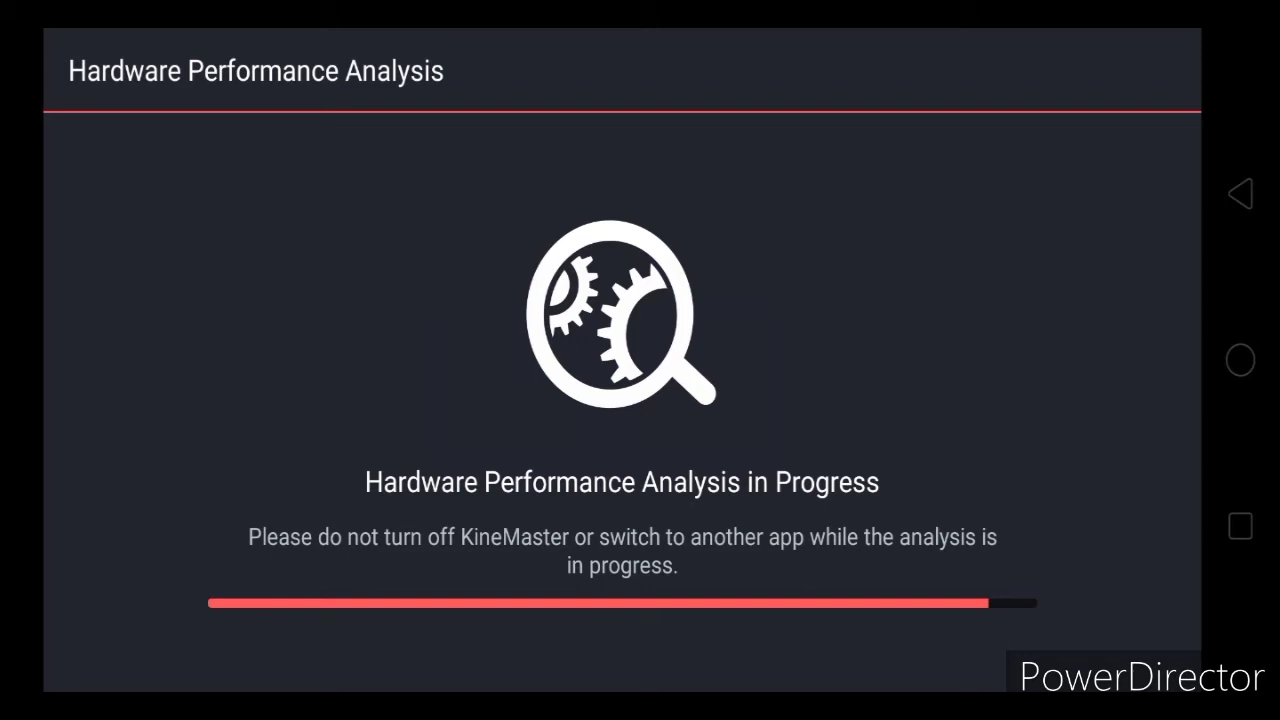 Hardware Performance Analysis
Hardware Performance Analysis in Progress
Please do not turn off KineMaster or switch to another app while the analysis is
in progress.
PowerDirector